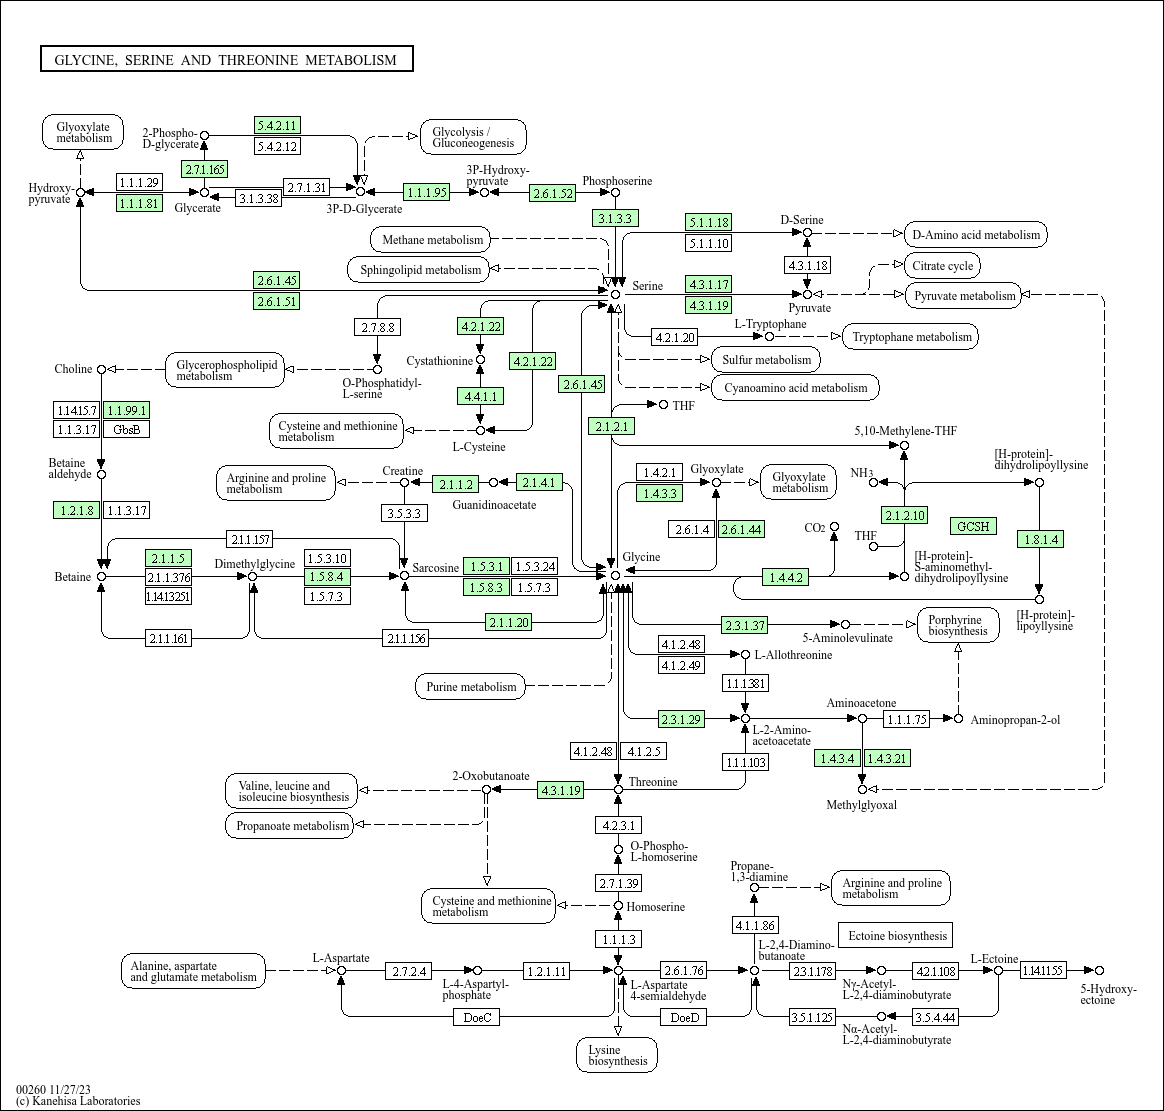 GLYCINE, SERINE AND THREONINE METABOLISM
Glyoxylate
metabolism
2-Phospho-
D-glycerate
5.4.2.11
5.4.2.12
Glycolysis /
Gluconeogenesis
2.7.1.165
Hydroxy-
pyruvate
1.1.1.29
1.1.1.81
Glycerate
2.7.1.31
3.1.3.38
3P-D-Glycerate
1.1.1.95
3P-Hydroxy-
pyruvate
2.6.1.52
Phosphoserine
3.1.3.3
Methane metabolism
Sphingolipid metabolism
5.1.1.18
5.1.1.10
D-Serine
D-Amino acid metabolism
4.3.1.18
Citrate cycle
2.6.1.45
2.6.1.51
Serine
4.3.1.17
4.3.1.19
Pyruvate
Pyruvate metabolism
2.7.8.8
4.2.1.22
4.2.1.20
L-Tryptophane
Tryptophane metabolism
Choline
Glycerophospholipid
metabolism
O-Phosphatidyl-
L-serine
Cystathionine
4.2.1.22
2.6.1.45
Sulfur metabolism
Cyanoamino acid metabolism
4.4.1.1
1.14.15.7
1.1.99.1
1.1.3.17
GbsB
Cysteine and methionine
metabolism
L-Cysteine
THF
2.1.2.1
5,10-Methylene-THF
Betaine
aldehyde
Arginine and proline
metabolism
Creatine
2.1.1.2
Guanidinoacetate
2.1.4.1
1.4.2.1
1.4.3.3
Glyoxylate
Glyoxylate
metabolism
NH3
[H-protein]-
dihydrolipoyllysine
1.2.1.8
1.1.3.17
3.5.3.3
2.6.1.4
2.6.1.44
CO2
2.1.2.10
GCSH
THF
1.8.1.4
2.1.1.157
2.1.1.5
2.1.1.376
1.14.13.251
Dimethylglycine
1.5.3.10
1.5.8.4
1.5.7.3
Sarcosine
1.5.3.1
1.5.3.24
1.5.8.3
1.5.7.3
Glycine
1.4.4.2
[H-protein]-
S-aminomethyl-
dihydrolipoyllysine
Betaine
2.1.1.161
2.1.1.156
2.1.1.20
2.3.1.37
5-Aminolevulinate
Porphyrine
biosynthesis
[H-protein]-
lipoyllysine
4.1.2.48
4.1.2.49
L-Allothreonine
1.1.1.381
Purine metabolism
2.3.1.29
L-2-Amino-
acetoacetate
Aminoacetone
1.1.1.75
Aminopropan-2-ol
4.1.2.48
4.1.2.5
1.1.1.103
1.4.3.4
1.4.3.21
Methylglyoxal
Valine, leucine and
isoleucine biosynthesis
2-Oxobutanoate
4.3.1.19
Threonine
Propanoate metabolism
4.2.3.1
O-Phospho-
L-homoserine
2.7.1.39
Propane-
1,3-diamine
Arginine and proline
metabolism
Cysteine and methionine
metabolism
Homoserine
4.1.1.86
Ectoine biosynthesis
1.1.1.3
Alanine, aspartate
and glutamate metabolism
L-Aspartate
2.7.2.4
L-4-Aspartyl-
phosphate
1.2.1.11
L-Aspartate
4-semialdehyde
2.6.1.76
L-2,4-Diamino-
butanoate
2.3.1.178
Nγ-Acetyl-
L-2,4-diaminobutyrate
4.2.1.108
L-Ectoine
1.14.11.55
5-Hydroxy-
ectoine
DoeC
DoeD
3.5.1.125
Nα-Acetyl-
L-2,4-diaminobutyrate
3.5.4.44
Lysine
biosynthesis
00260 11/27/23
(c) Kanehisa Laboratories